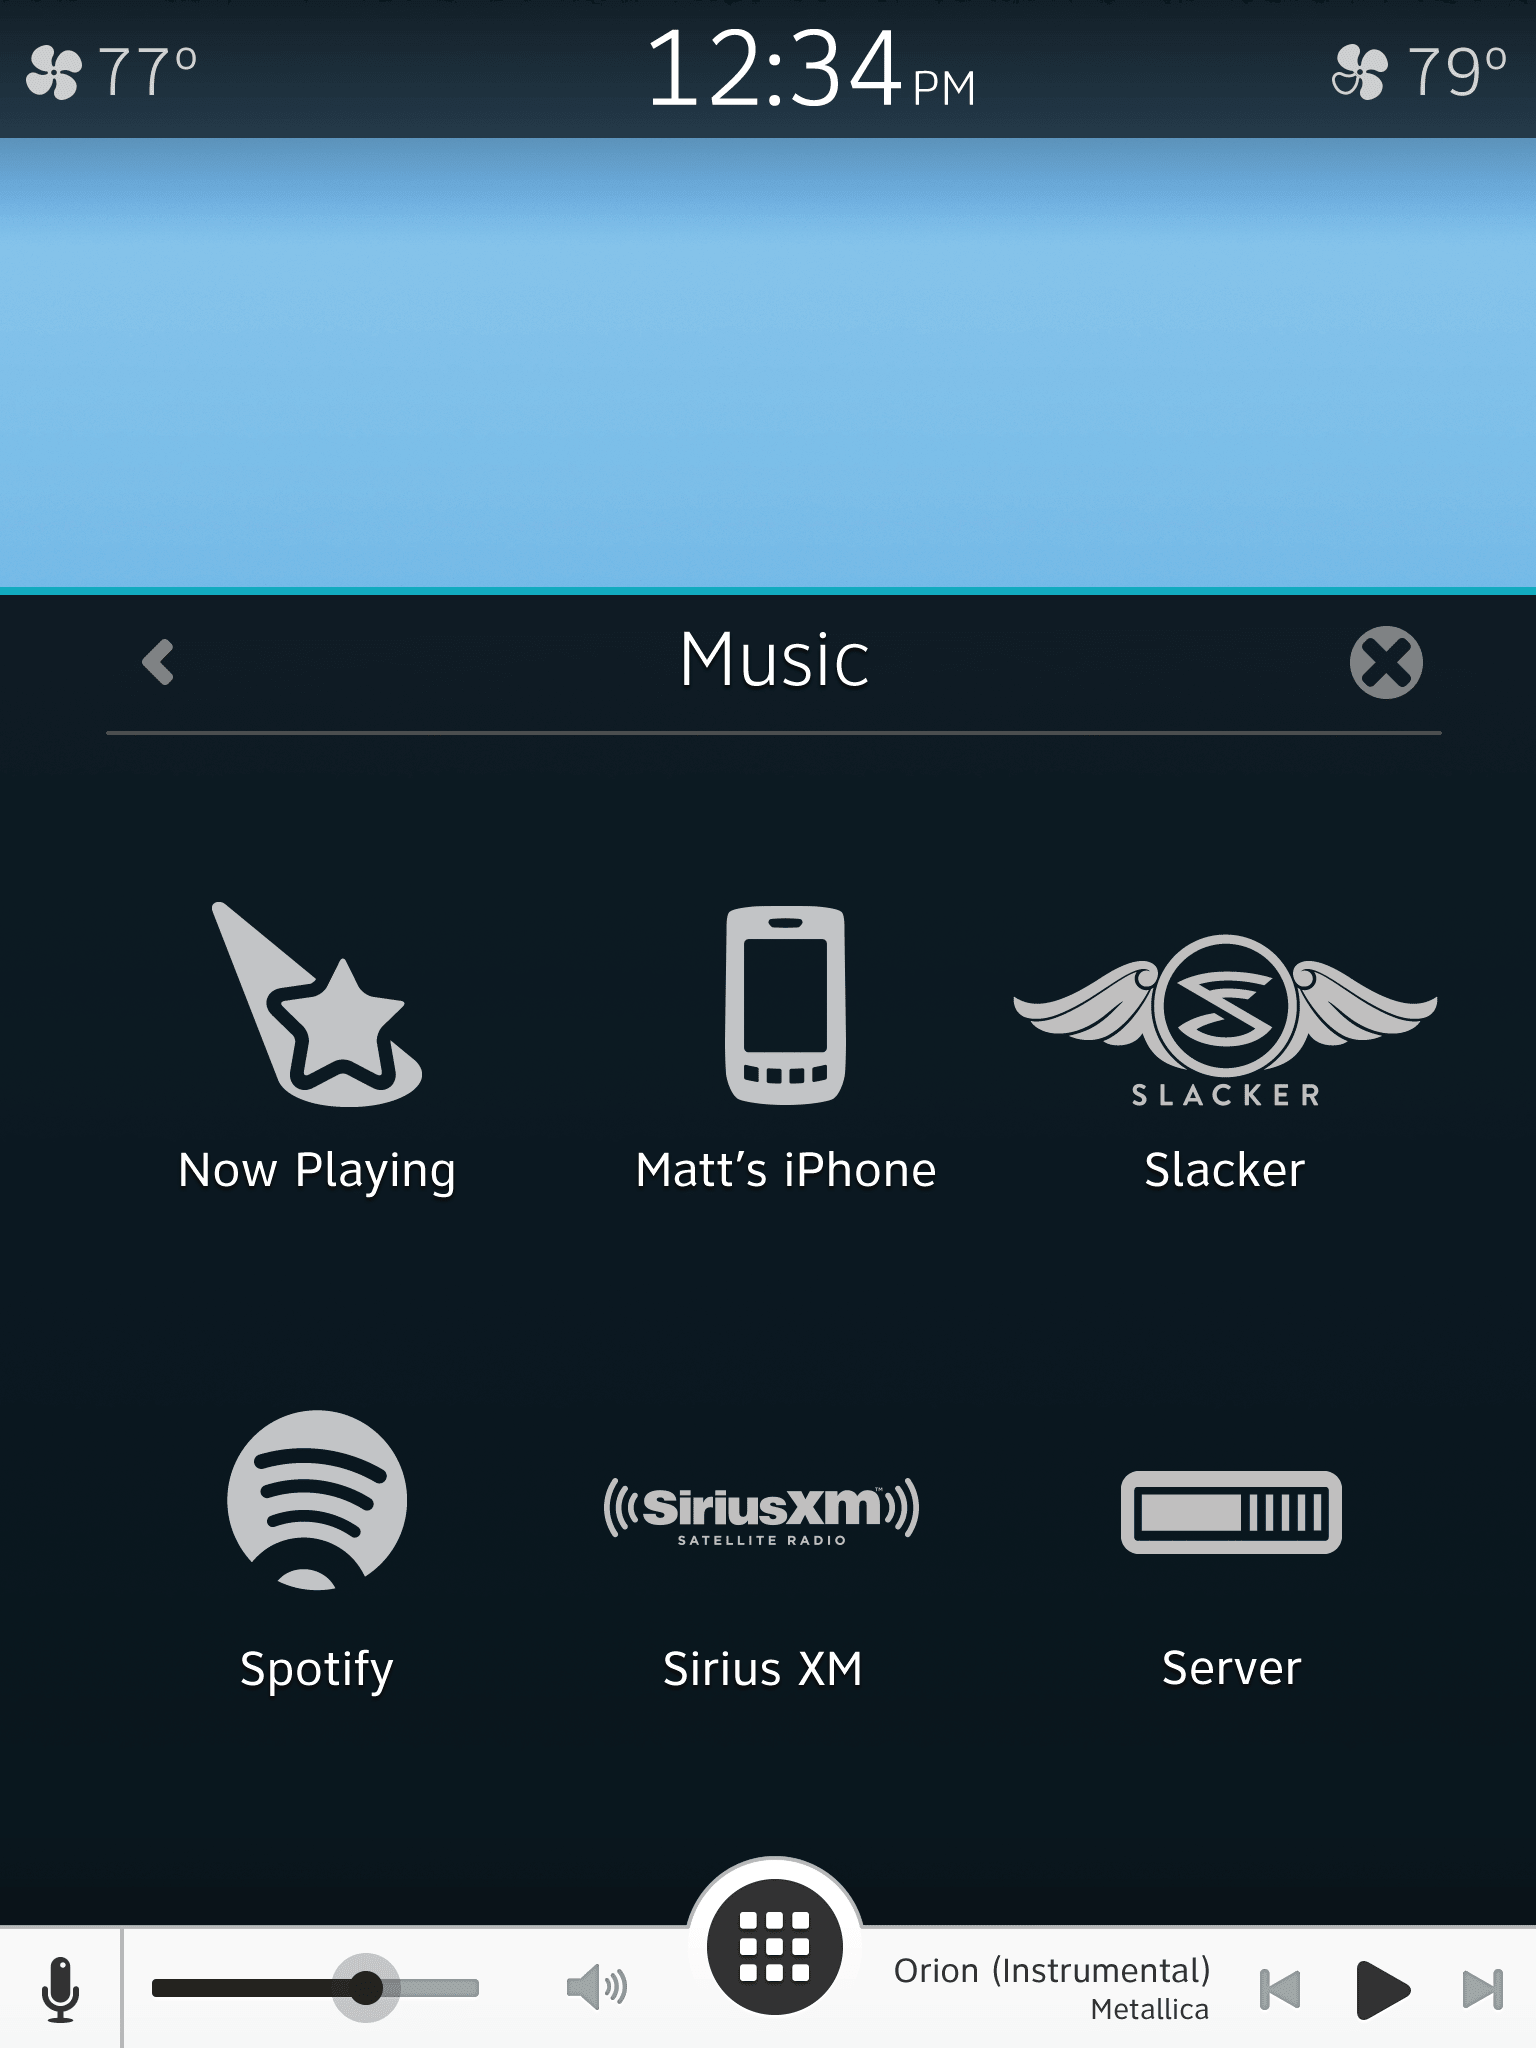 77°
12:34 PM
79°
Music
SLACKER
Now Playing
Matt’s iPhone
Slacker
SiriusXM™
SATELLITE RADIO
Spotify
Sirius XM
Server
Orion (Instrumental)
Metallica